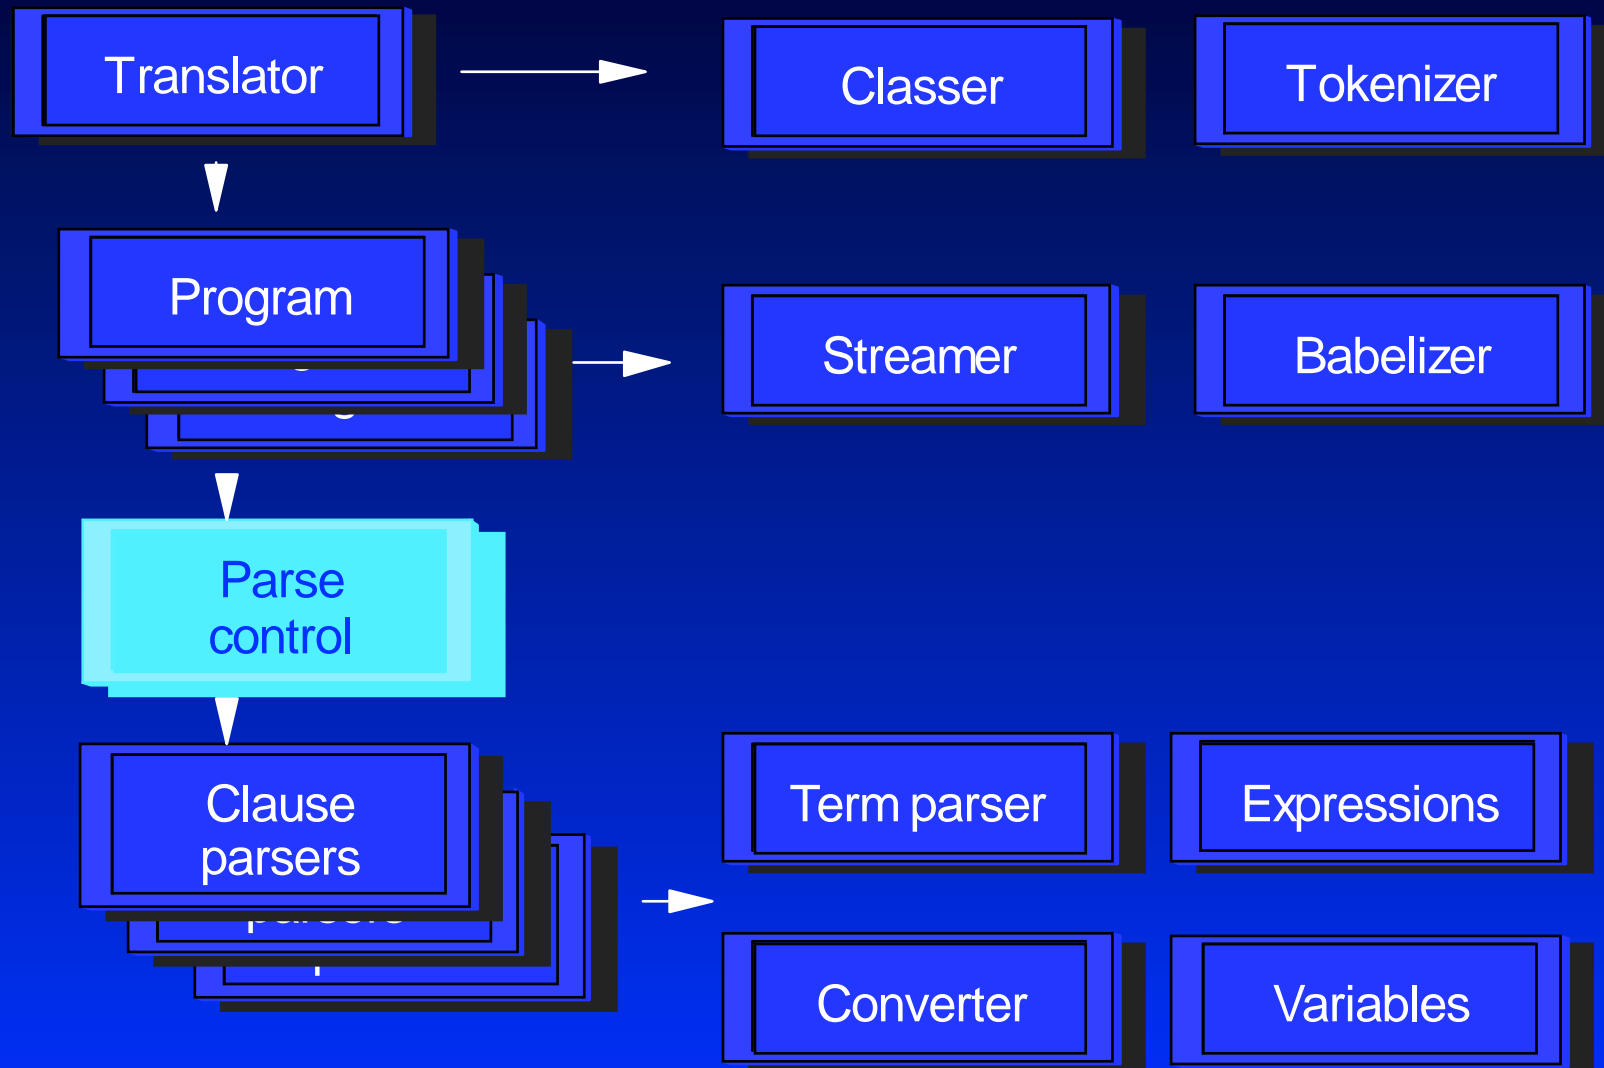 Translator
Classer
Tokenizer
Program
Streamer
Babelizer
Parse
control
Clause
parsers
Term parser
Expressions
Converter
Variables